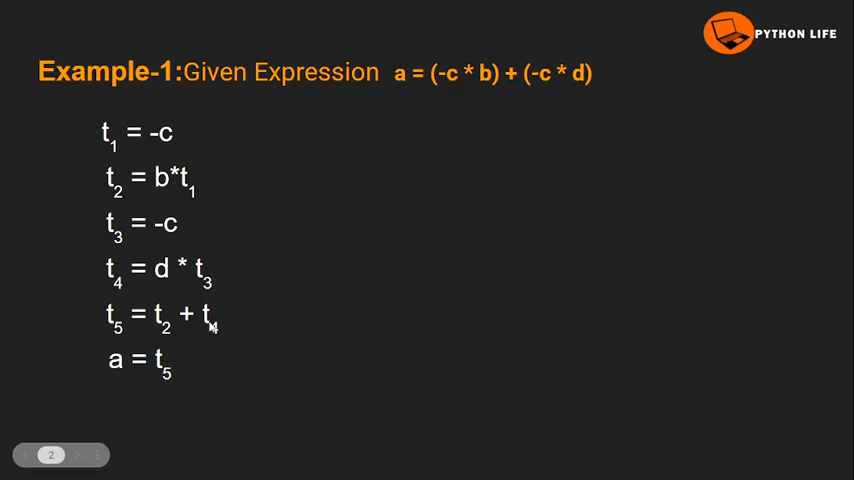 PYTHON LIFE
Example-1:Given Expression a = (-c * b) + (-c * d)
t₁ = -c
t₂ = b*t₁
t₃ = -c
t₄ = d * t₃
t₅ = t₂ + t₄
a = t₅
2